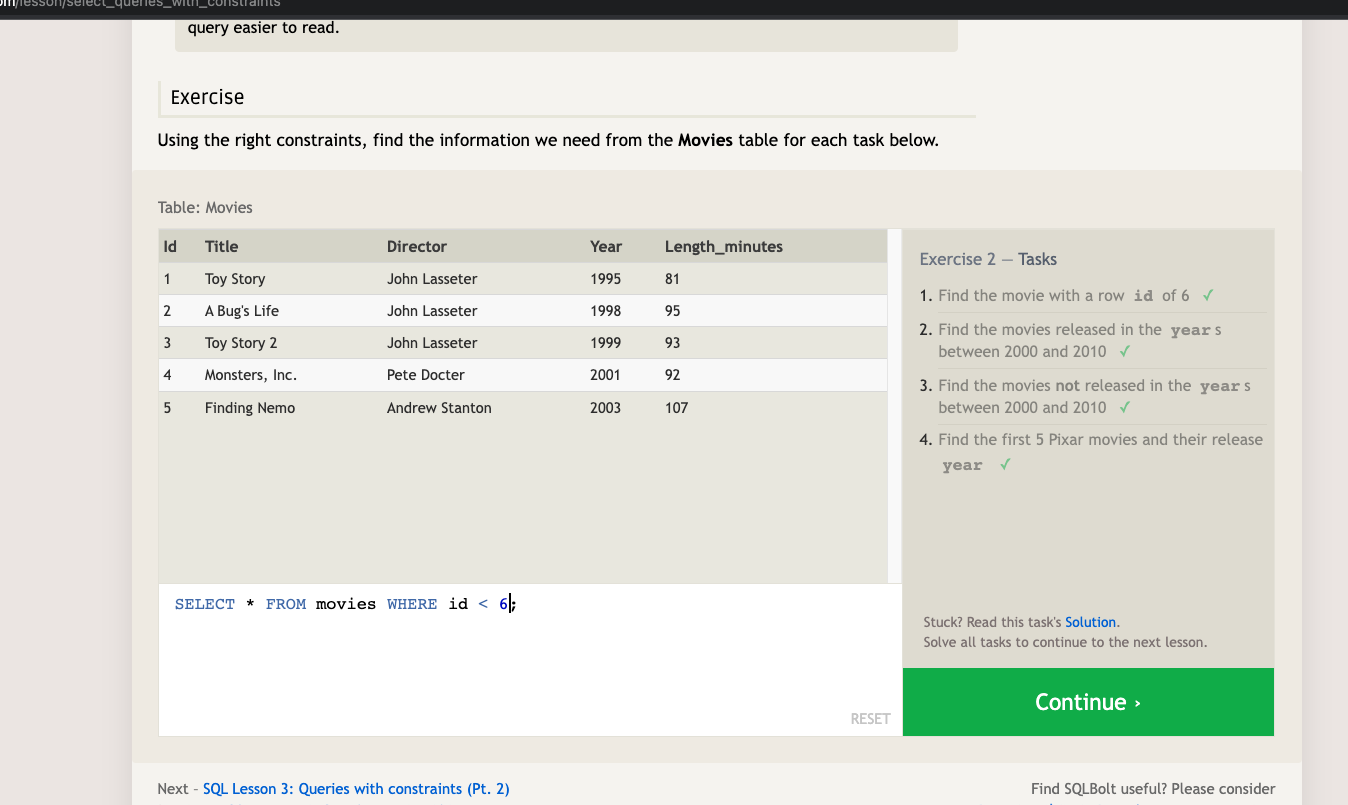 om/lesson/select_queries_with_constraints
query easier to read.
Exercise
Using the right constraints, find the information we need from the Movies table for each task below.
Table: Movies
Id Title Director Year Length_minutes
1 Toy Story John Lasseter 1995 81
2 A Bug's Life John Lasseter 1998 95
3 Toy Story 2 John Lasseter 1999 93
4 Monsters, Inc. Pete Docter 2001 92
5 Finding Nemo Andrew Stanton 2003 107
SELECT * FROM movies WHERE id < 6;
RESET
Exercise 2 — Tasks
1. Find the movie with a row id of 6 ✓
2. Find the movies released in the years
between 2000 and 2010 ✓
3. Find the movies not released in the years
between 2000 and 2010 ✓
4. Find the first 5 Pixar movies and their release
year ✓
Stuck? Read this task's Solution.
Solve all tasks to continue to the next lesson.
Continue ›
Next – SQL Lesson 3: Queries with constraints (Pt. 2)
Find SQLBolt useful? Please consider